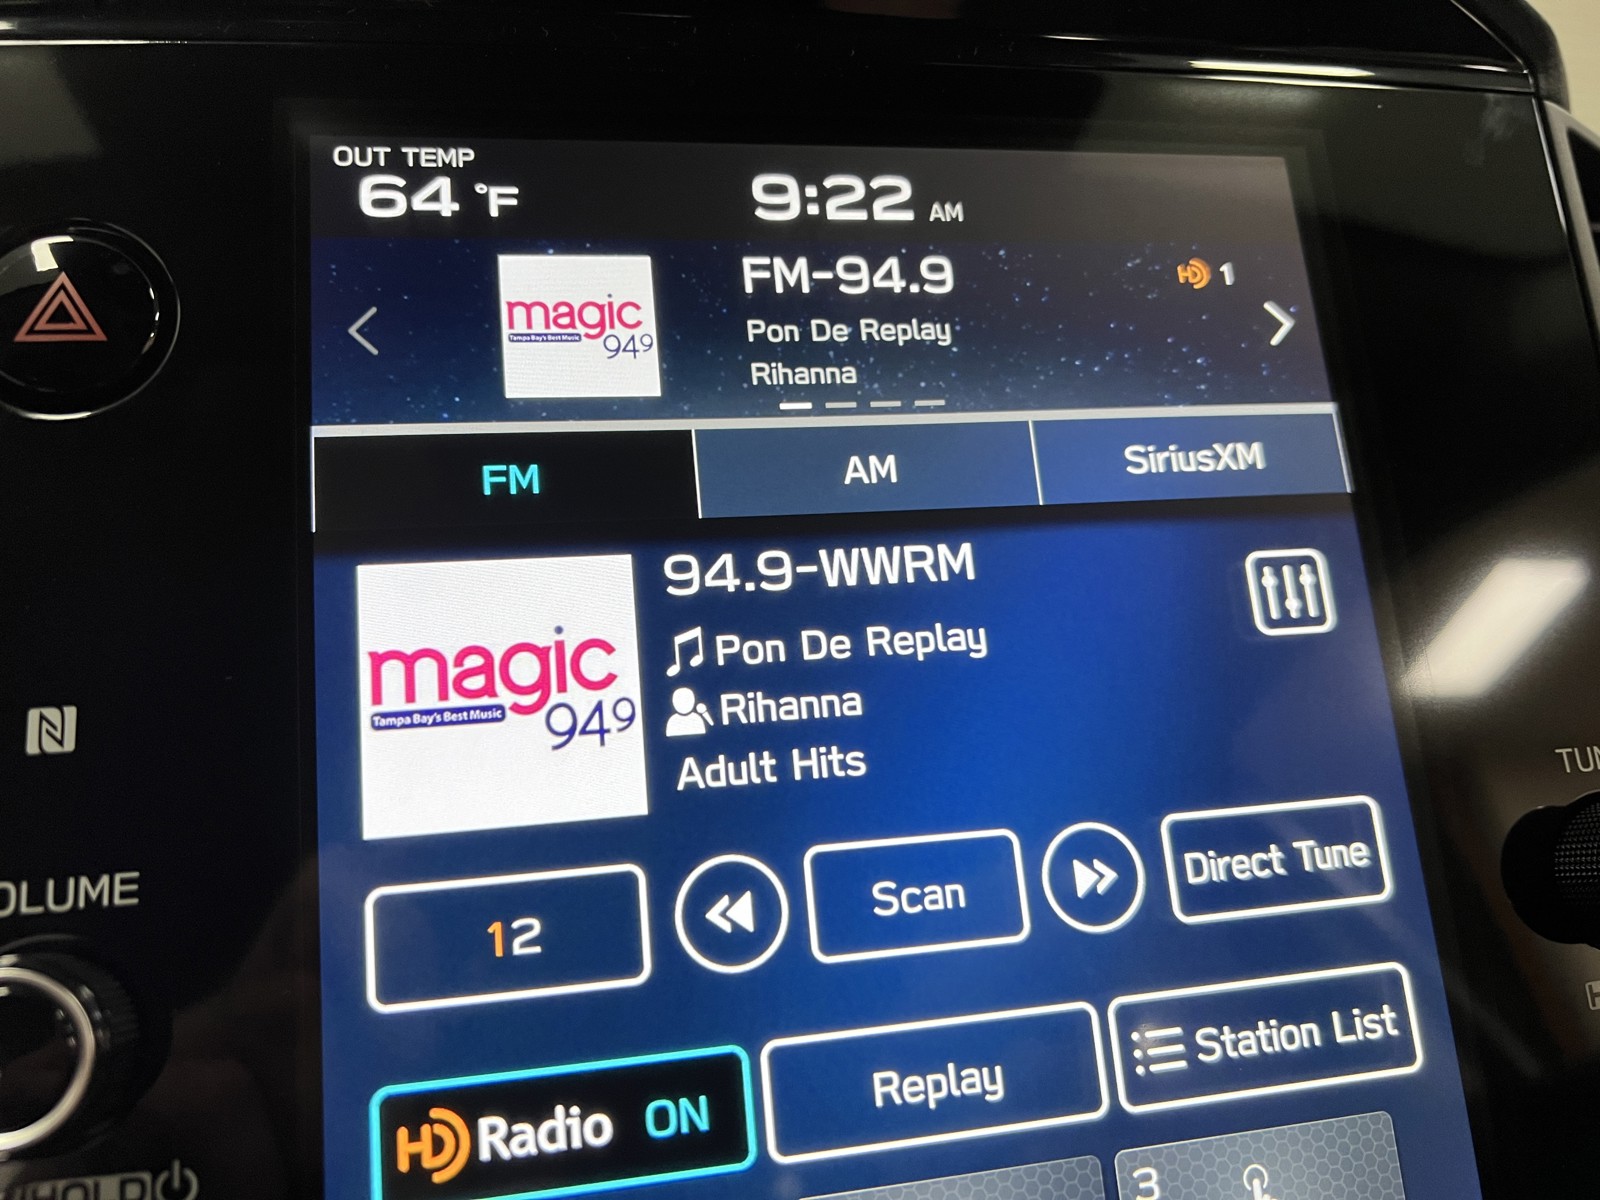 OUT TEMP
64 °F
9:22 AM
magic
Tampa Bay's Best Music
949
FM-94.9
HD 1
Pon De Replay
Rihanna
FM
AM
SiriusXM
94.9-WWRM
magic
Tampa Bay's Best Music
949
Pon De Replay
Rihanna
Adult Hits
12
Scan
Direct Tune
HD Radio ON
Replay
Station List
3
N
OLUME
HOLD
TUN